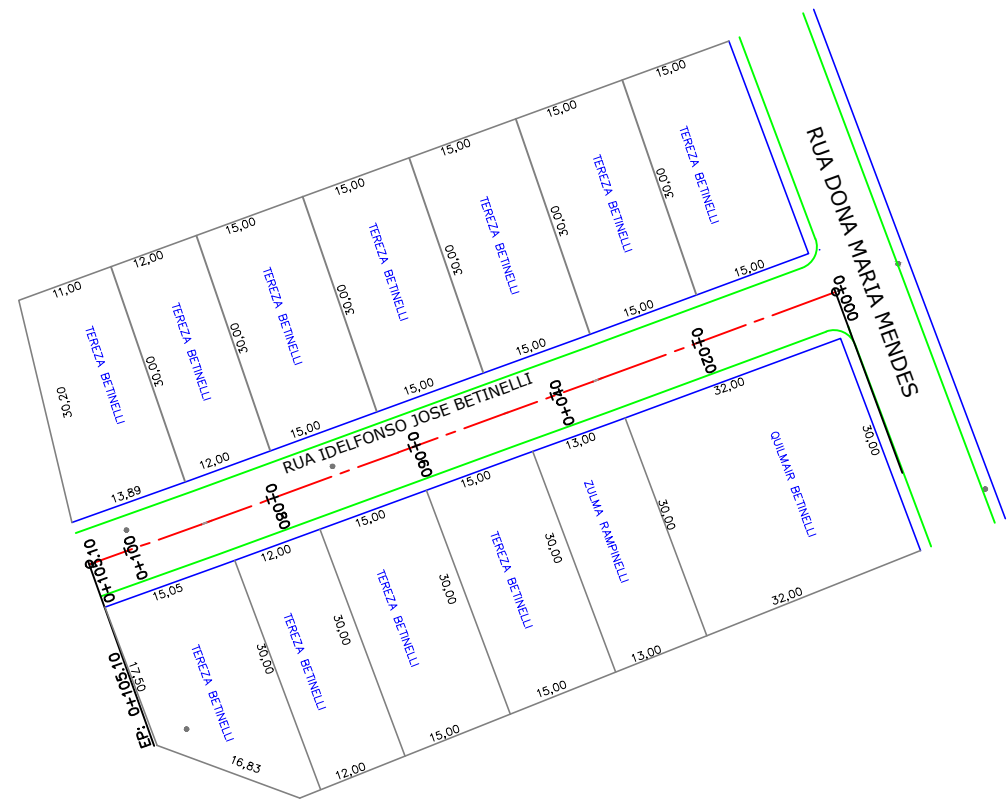 15,00
15,00
15,00
15,00
15,00
12,00
11,00
TEREZA BETINELLI
TEREZA BETINELLI
TEREZA BETINELLI
TEREZA BETINELLI
TEREZA BETINELLI
TEREZA BETINELLI
TEREZA BETINELLI
30,00
30,00
30,00
30,00
30,00
30,00
30,20
15,00
15,00
15,00
15,00
15,00
12,00
13,89
RUA DONA MARIA MENDES
RUA IDELFONSO JOSE BETINELLI
0+000
0+020
0+040
0+060
0+080
0+100
0+105.10
EP: 0+105.10
32,00
13,00
15,00
15,00
12,00
15,05
QUILMAIR BETINELLI
ZULMA RAMPINELLI
TEREZA BETINELLI
TEREZA BETINELLI
TEREZA BETINELLI
TEREZA BETINELLI
30,00
30,00
30,00
30,00
30,00
30,00
17,50
32,00
13,00
15,00
15,00
12,00
16,83